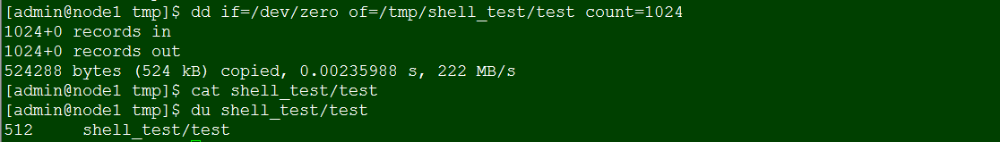 [admin@node1 tmp]$ dd if=/dev/zero of=/tmp/shell_test/test count=1024
1024+0 records in
1024+0 records out
524288 bytes (524 kB) copied, 0.00235988 s, 222 MB/s
[admin@node1 tmp]$ cat shell_test/test
[admin@node1 tmp]$ du shell_test/test
512     shell_test/test